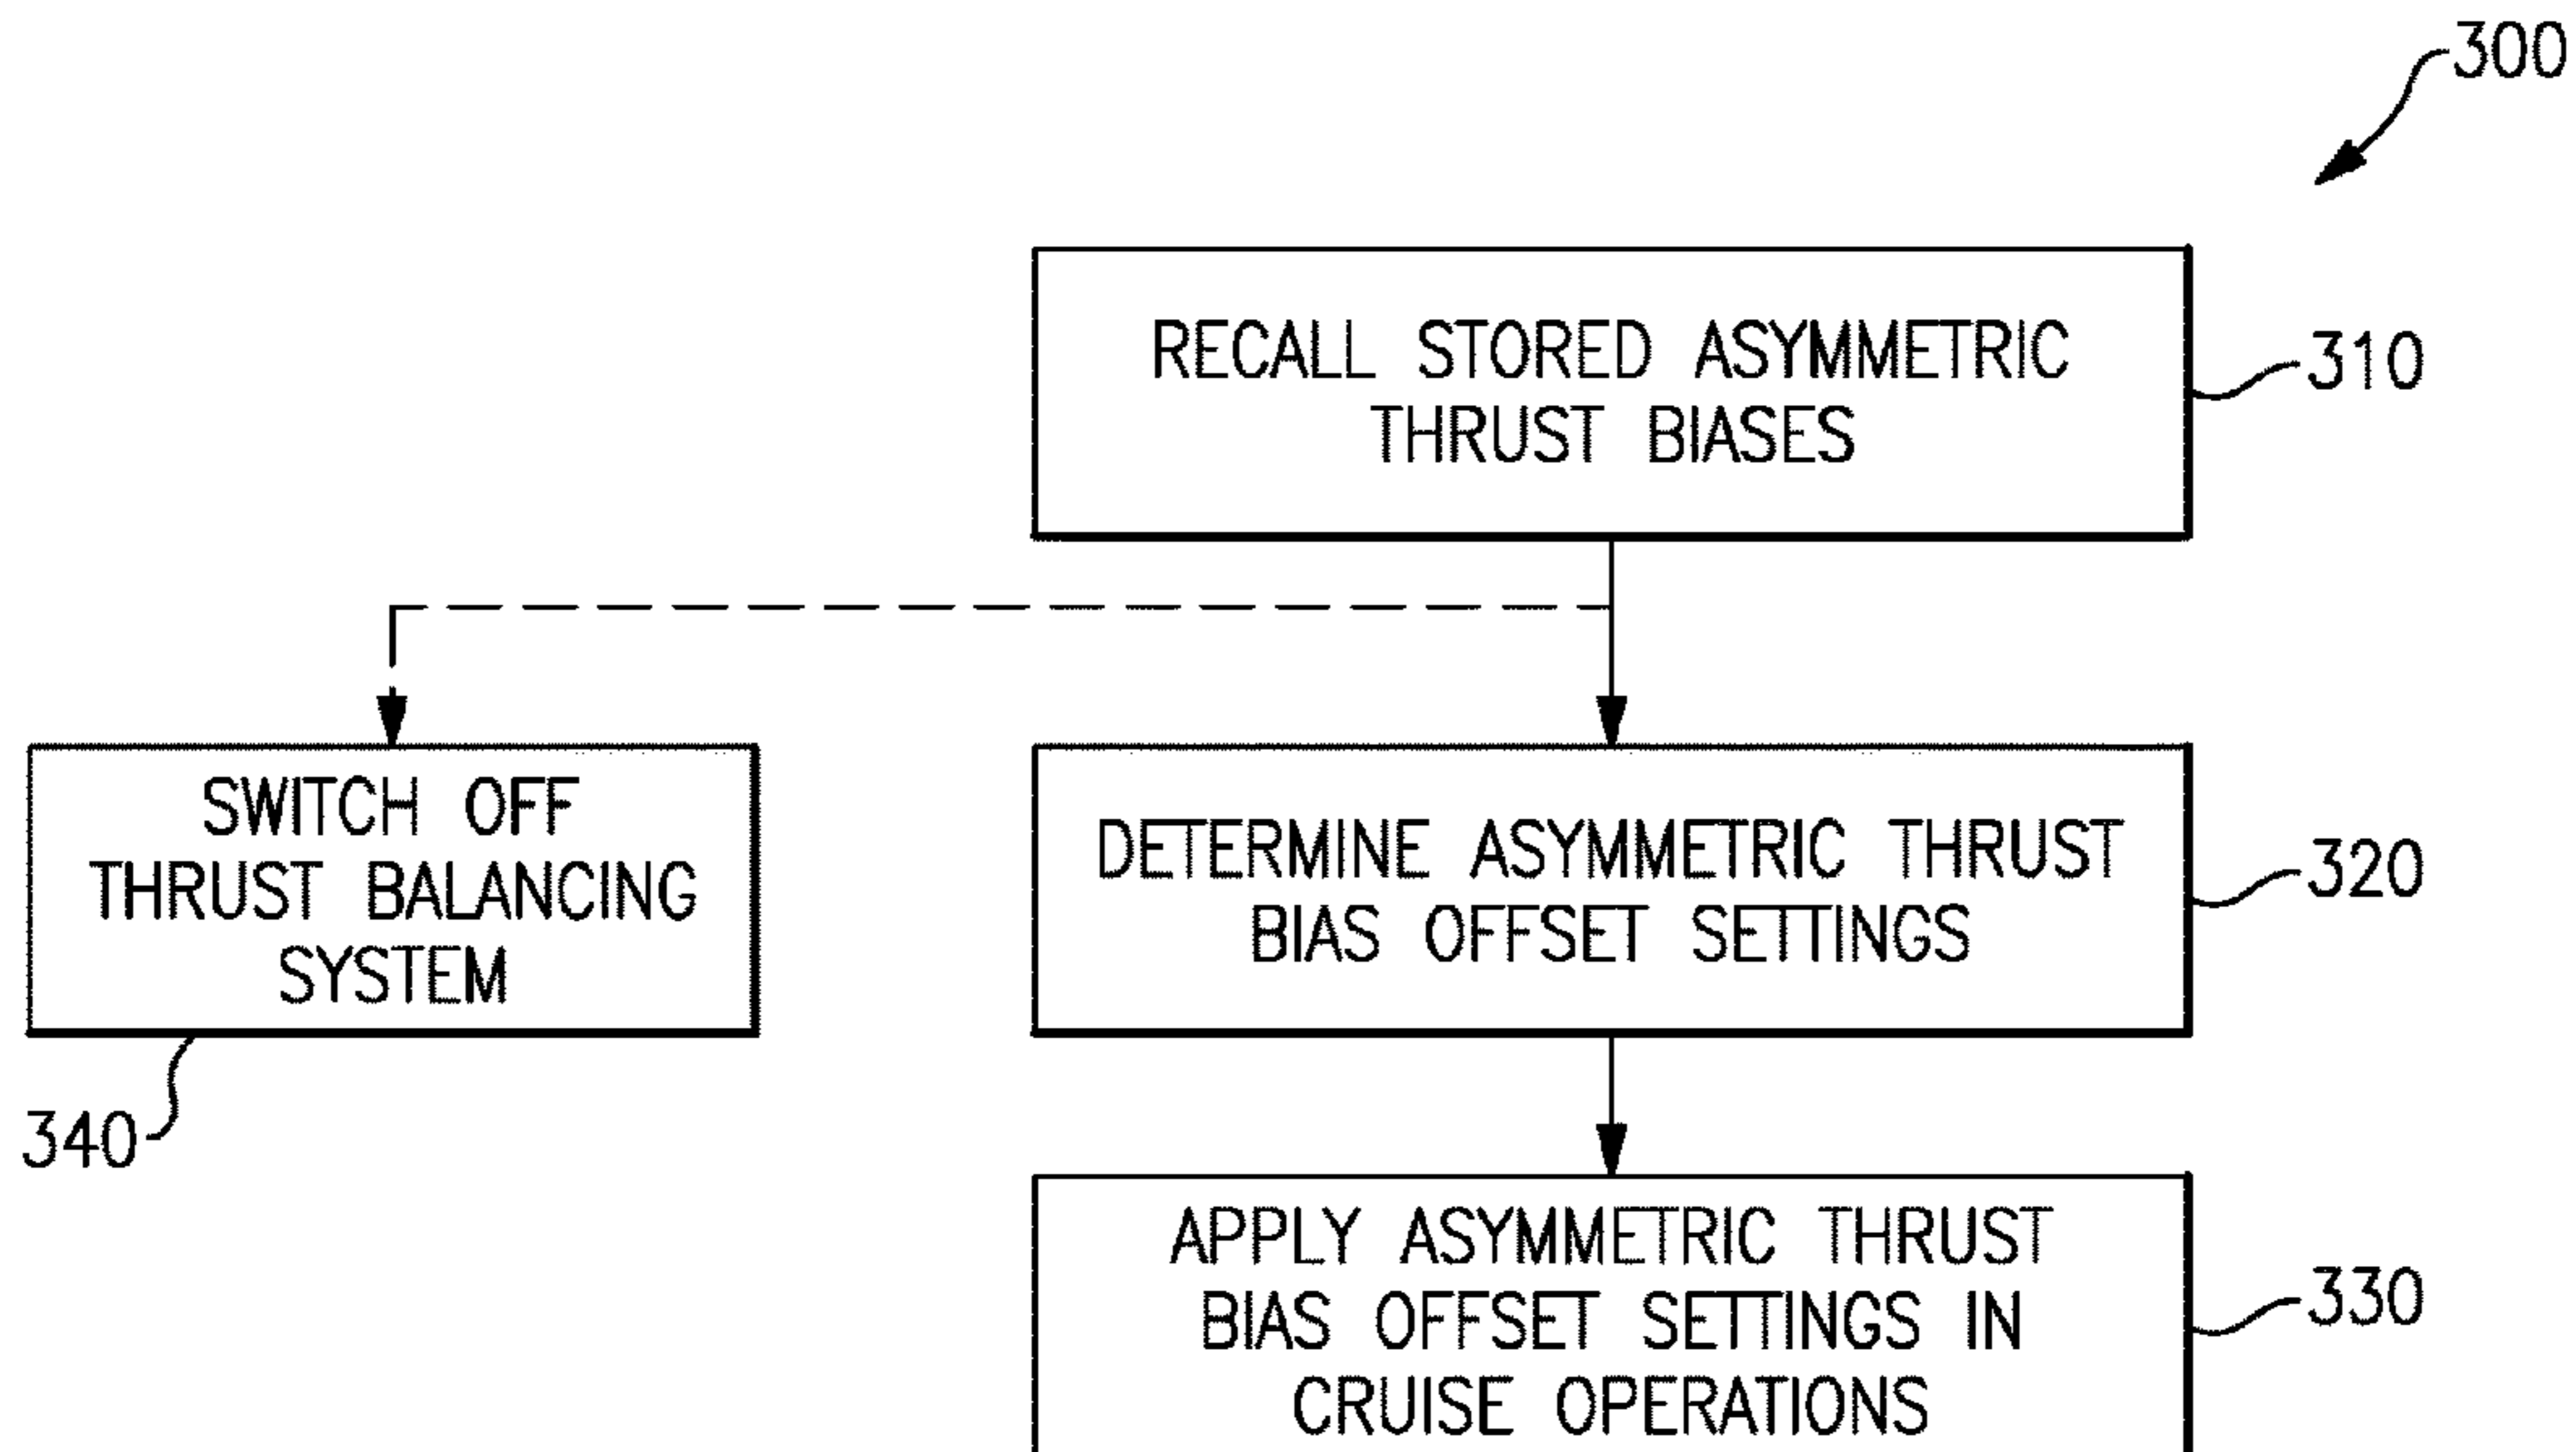 300
RECALL STORED ASYMMETRIC
THRUST BIASES
310
SWITCH OFF
THRUST BALANCING
SYSTEM
340
DETERMINE ASYMMETRIC THRUST
BIAS OFFSET SETTINGS
320
APPLY ASYMMETRIC THRUST
BIAS OFFSET SETTINGS IN
CRUISE OPERATIONS
330